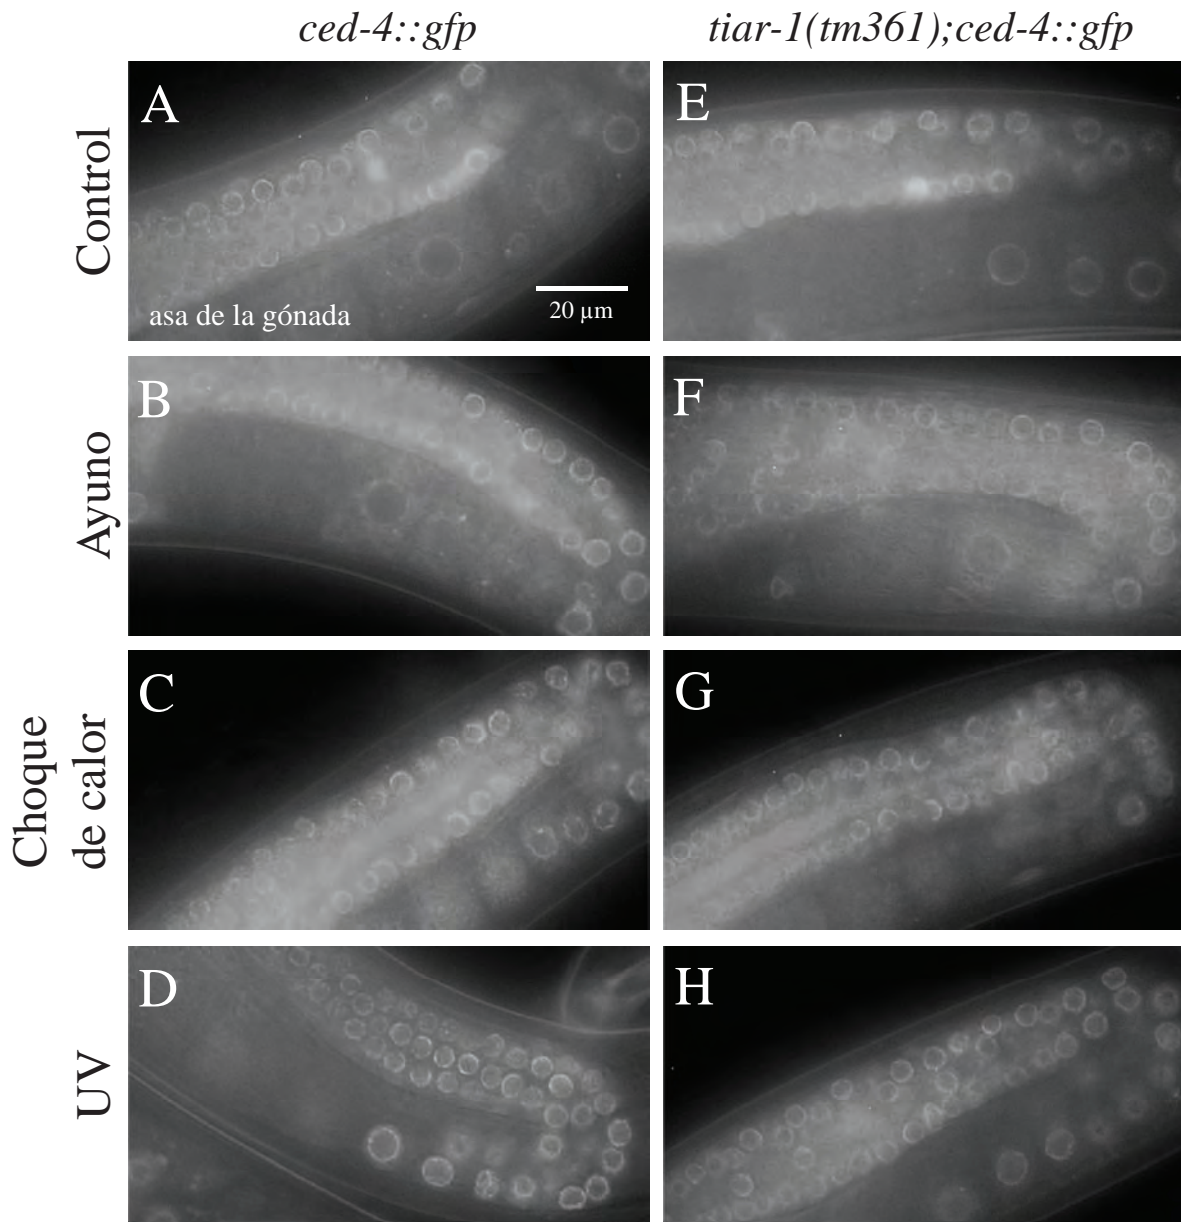 ced-4::gfp
tiar-1(tm361);ced-4::gfp
Control
A
asa de la gónada
20 µm
E
Ayuno
B
F
Choque
de calor
C
G
UV
D
H